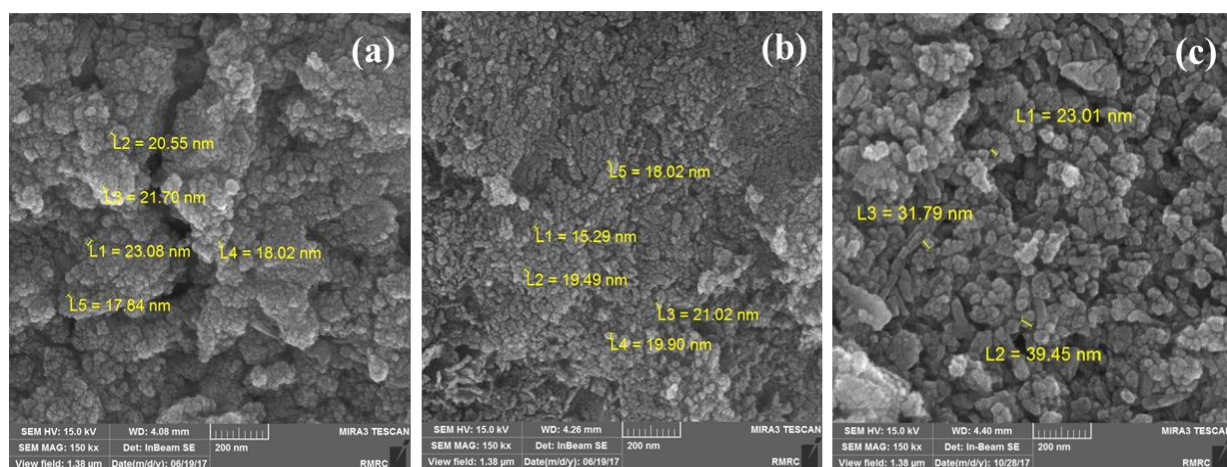 (a)
L2 = 20.55 nm
L3 = 21.70 nm
L1 = 23.08 nm
L4 = 18.02 nm
L5 = 17.84 nm
SEM HV: 15.0 kV WD: 4.08 mm MIRA3 TESCAN
SEM MAG: 150 kx Det: InBeam SE 200 nm
View field: 1.38 µm Date(m/d/y): 06/19/17 RMRC
(b)
L5 = 18.02 nm
L1 = 15.29 nm
L2 = 19.49 nm
L3 = 21.02 nm
L4 = 19.90 nm
SEM HV: 15.0 kV WD: 4.26 mm MIRA3 TESCAN
SEM MAG: 150 kx Det: InBeam SE 200 nm
View field: 1.38 µm Date(m/d/y): 06/19/17 RMRC
(c)
L1 = 23.01 nm
L3 = 31.79 nm
L2 = 39.45 nm
SEM HV: 15.0 kV WD: 4.40 mm MIRA3 TESCAN
SEM MAG: 150 kx Det: In-Beam SE 200 nm
View field: 1.38 µm Date(m/d/y): 10/28/17 RMRC